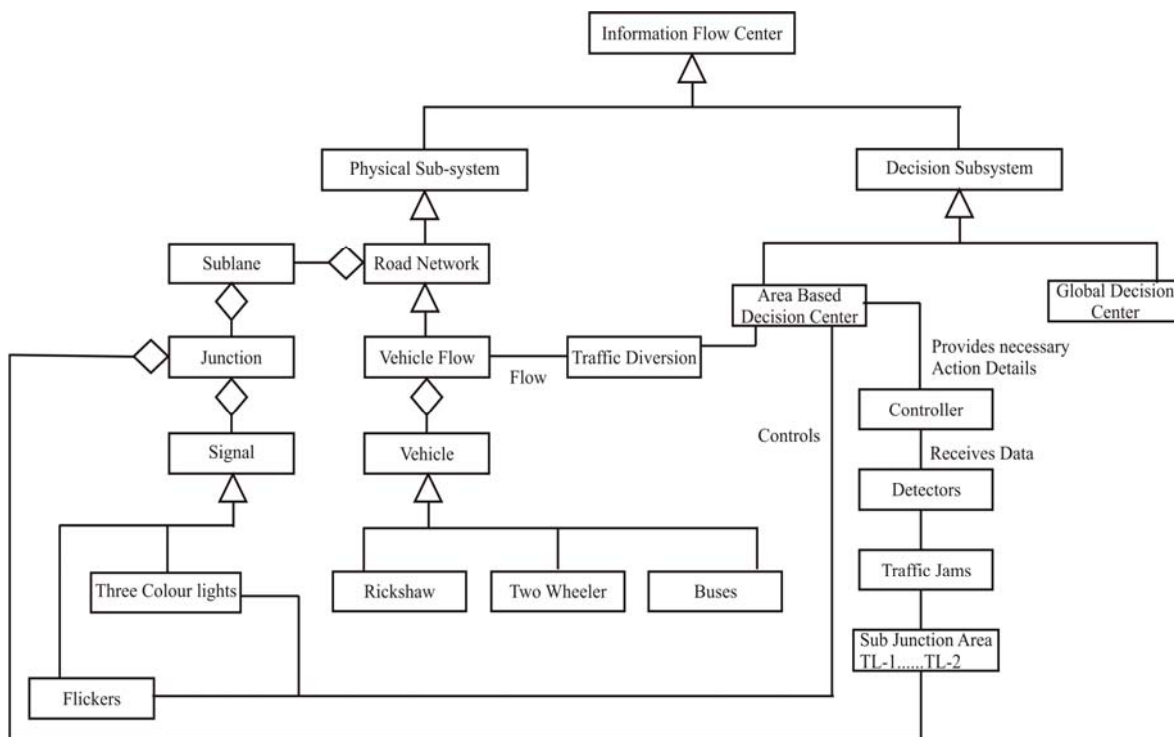 Information Flow Center
Physical Sub-system
Decision Subsystem
Sublane
Road Network
Area Based
Decision Center
Global Decision
Center
Junction
Vehicle Flow
Flow
Traffic Diversion
Provides necessary
Action Details
Controller
Signal
Vehicle
Controls
Receives Data
Detectors
Three Colour lights
Rickshaw
Two Wheeler
Buses
Traffic Jams
Sub Junction Area
TL-1......TL-2
Flickers